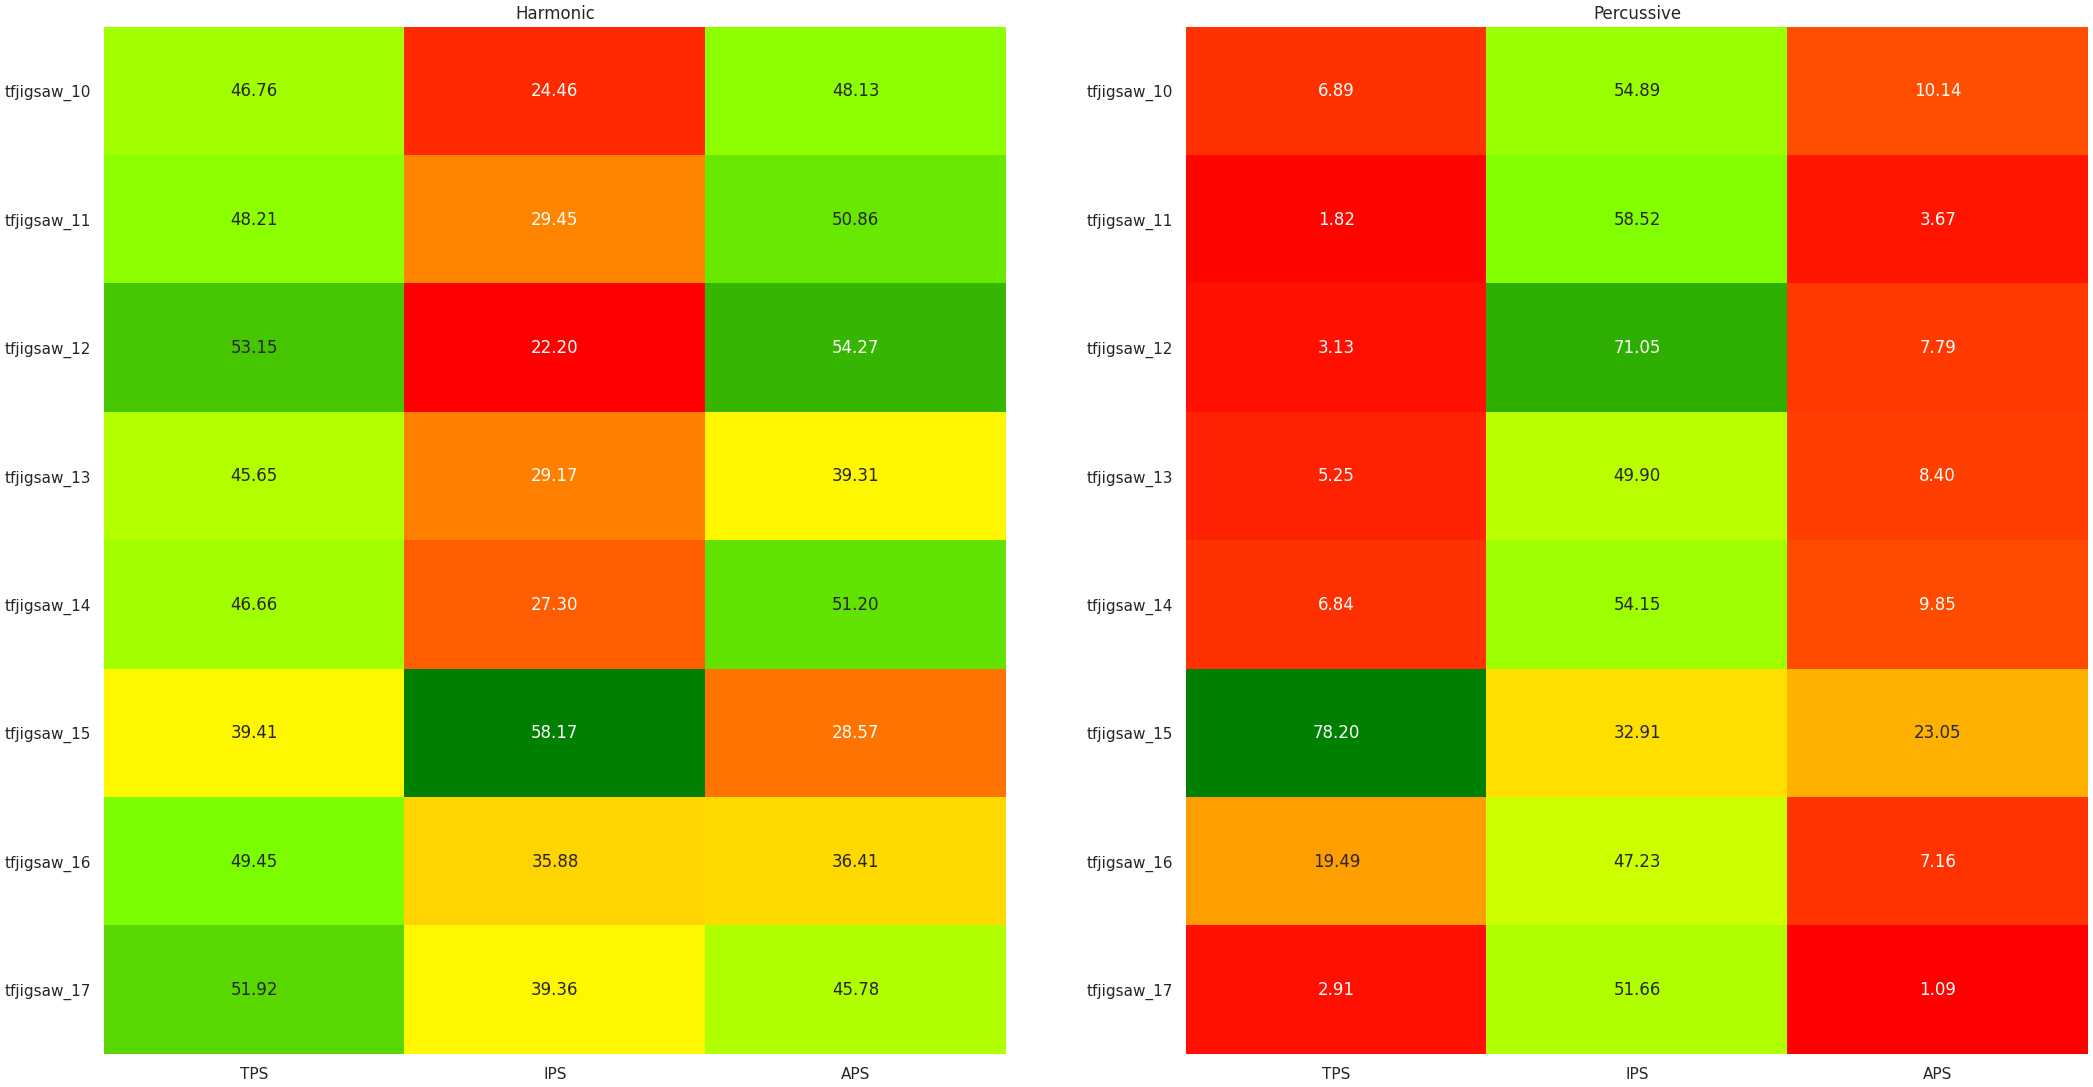 Harmonic
tfjigsaw_10 46.76 24.46 48.13
tfjigsaw_11 48.21 29.45 50.86
tfjigsaw_12 53.15 22.20 54.27
tfjigsaw_13 45.65 29.17 39.31
tfjigsaw_14 46.66 27.30 51.20
tfjigsaw_15 39.41 58.17 28.57
tfjigsaw_16 49.45 35.88 36.41
tfjigsaw_17 51.92 39.36 45.78
TPS IPS APS
Percussive
tfjigsaw_10 6.89 54.89 10.14
tfjigsaw_11 1.82 58.52 3.67
tfjigsaw_12 3.13 71.05 7.79
tfjigsaw_13 5.25 49.90 8.40
tfjigsaw_14 6.84 54.15 9.85
tfjigsaw_15 78.20 32.91 23.05
tfjigsaw_16 19.49 47.23 7.16
tfjigsaw_17 2.91 51.66 1.09
TPS IPS APS